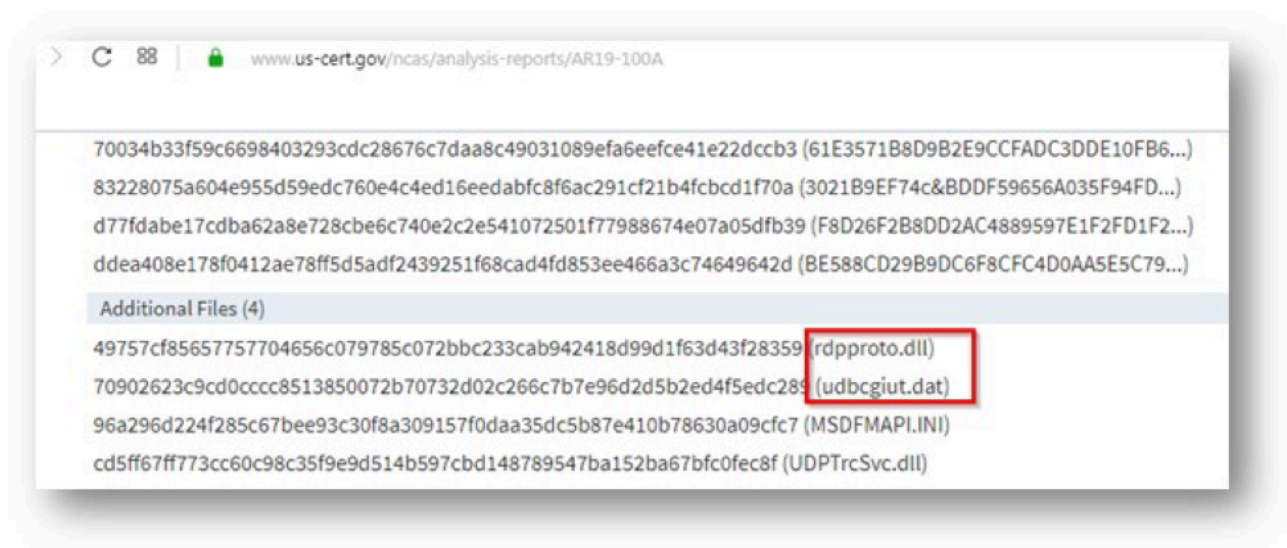 www.us-cert.gov/ncas/analysis-reports/AR19-100A
70034b33f59c6698403293cdc28676c7daa8c49031089efa6eefce41e22dccb3 (61E3571B8D9B2E9CCFADC3DDE10FB6...)
83228075a604e955d59edc760e4c4ed16eedabfc8f6ac291cf21b4fcbcd1f70a (3021B9EF74c&BDDF59656A035F94FD...)
d77fdabe17cdba62a8e728cbe6c740e2c2e541072501f77988674e07a05dfb39 (F8D26F2B8DD2AC4889597E1F2FD1F2...)
ddea408e178f0412ae78ff5d5adf2439251f68cad4fd853ee466a3c74649642d (BE588CD29B9DC6F8CFC4D0AA5E5C79...)
Additional Files (4)
49757cf85657757704656c079785c072bbc233cab942418d99d1f63d43f28359 (rdpproto.dll)
70902623c9cd0cccc8513850072b70732d02c266c7b7e96d2d5b2ed4f5edc289 (udbcgiut.dat)
96a296d224f285c67bee93c30f8a309157f0daa35dc5b87e410b78630a09cfc7 (MSDFMAPI.INI)
cd5ff67ff773cc60c98c35f9e9d514b597cbd148789547ba152ba67bfc0fec8f (UDPTrcSvc.dll)